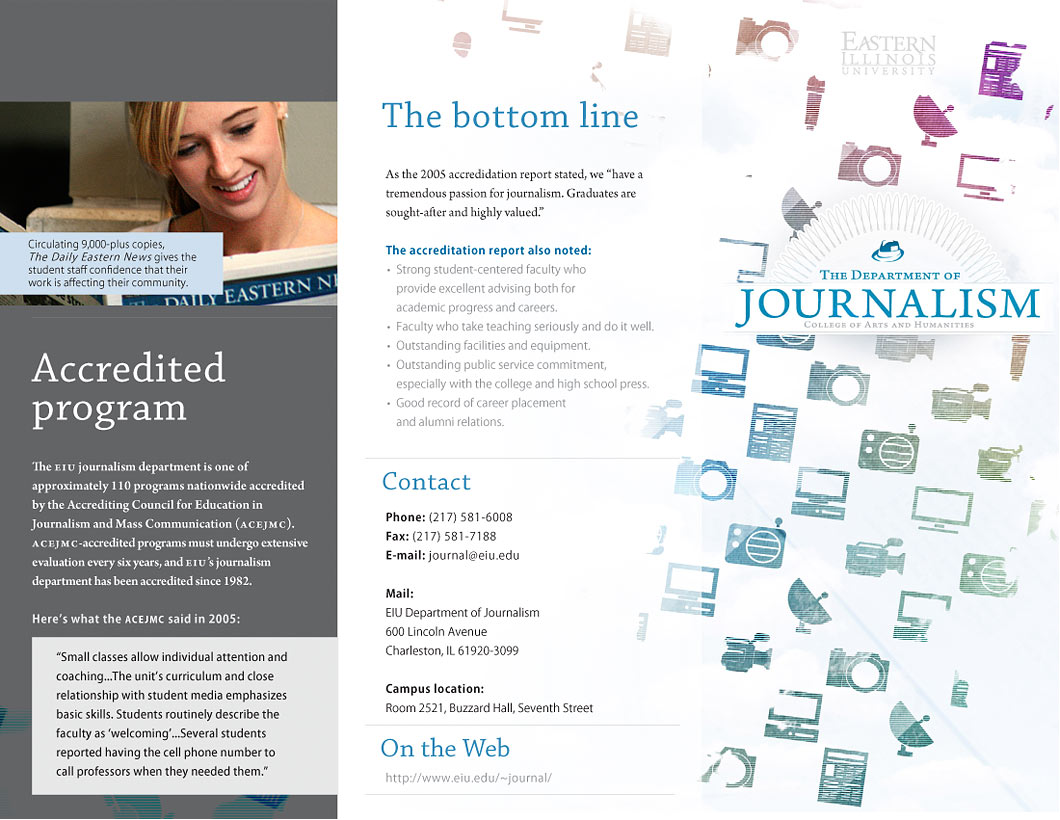 Circulating 9,000-plus copies,
The Daily Eastern News gives the
student staff confidence that their
work is affecting their community.
DAILY EASTERN N
Accredited
program
The EIU journalism department is one of
approximately 110 programs nationwide accredited
by the Accrediting Council for Education in
Journalism and Mass Communication (ACEJMC).
ACEJMC-accredited programs must undergo extensive
evaluation every six years, and EIU's journalism
department has been accredited since 1982.
Here's what the ACEJMC said in 2005:
“Small classes allow individual attention and
coaching...The unit's curriculum and close
relationship with student media emphasizes
basic skills. Students routinely describe the
faculty as ‘welcoming’...Several students
reported having the cell phone number to
call professors when they needed them.”
The bottom line
As the 2005 accredidation report stated, we “have a
tremendous passion for journalism. Graduates are
sought-after and highly valued.”
The accreditation report also noted:
• Strong student-centered faculty who
provide excellent advising both for
academic progress and careers.
• Faculty who take teaching seriously and do it well.
• Outstanding facilities and equipment.
• Outstanding public service commitment,
especially with the college and high school press.
• Good record of career placement
and alumni relations.
Contact
Phone: (217) 581-6008
Fax: (217) 581-7188
E-mail: journal@eiu.edu
Mail:
EIU Department of Journalism
600 Lincoln Avenue
Charleston, IL 61920-3099
Campus location:
Room 2521, Buzzard Hall, Seventh Street
On the Web
http://www.eiu.edu/~journal/
EASTERN
ILLINOIS
UNIVERSITY
THE DEPARTMENT OF
JOURNALISM
COLLEGE OF ARTS AND HUMANITIES